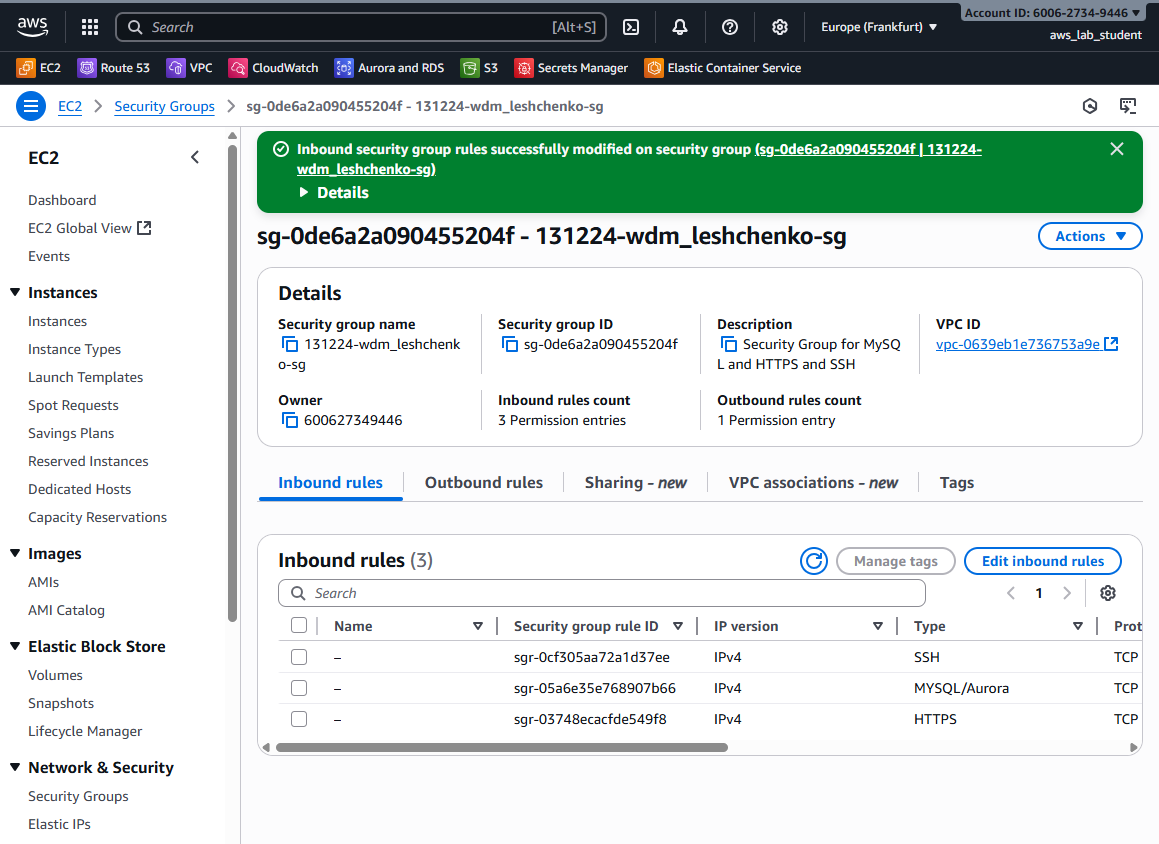 aws
Search
[Alt+S]
Europe (Frankfurt)
Account ID: 6006-2734-9446
aws_lab_student
EC2
Route 53
VPC
CloudWatch
Aurora and RDS
S3
Secrets Manager
Elastic Container Service
EC2
Security Groups
sg-0de6a2a090455204f - 131224-wdm_leshchenko-sg
EC2
Dashboard
EC2 Global View
Events
Instances
Instances
Instance Types
Launch Templates
Spot Requests
Savings Plans
Reserved Instances
Dedicated Hosts
Capacity Reservations
Images
AMIs
AMI Catalog
Elastic Block Store
Volumes
Snapshots
Lifecycle Manager
Network & Security
Security Groups
Elastic IPs
Inbound security group rules successfully modified on security group (sg-0de6a2a090455204f | 131224-
wdm_leshchenko-sg)
Details
sg-0de6a2a090455204f - 131224-wdm_leshchenko-sg
Actions
Details
Security group name
131224-wdm_leshchenk
o-sg
Security group ID
sg-0de6a2a090455204f
Description
Security Group for MySQ
L and HTTPS and SSH
VPC ID
vpc-0639eb1e736753a9e
Owner
600627349446
Inbound rules count
3 Permission entries
Outbound rules count
1 Permission entry
Inbound rules
Outbound rules
Sharing - new
VPC associations - new
Tags
Inbound rules (3)
Manage tags
Edit inbound rules
Search
1
Name Security group rule ID IP version Type Prot
– sgr-0cf305aa72a1d37ee IPv4 SSH TCP
– sgr-05a6e35e768907b66 IPv4 MYSQL/Aurora TCP
– sgr-03748ecacfde549f8 IPv4 HTTPS TCP